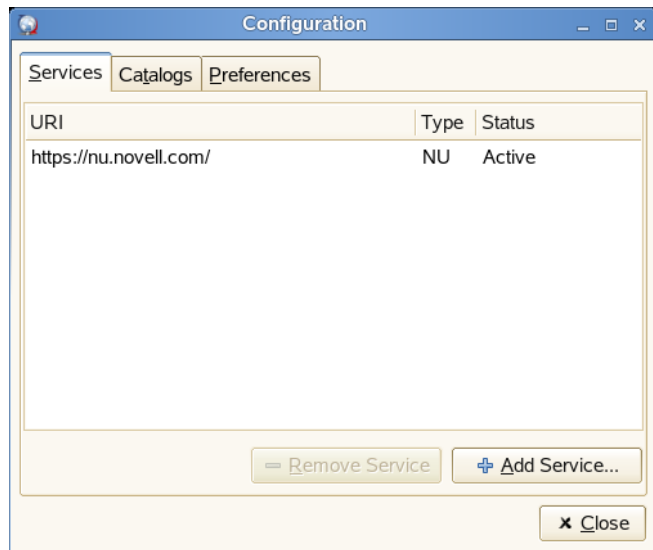 Configuration
Services Catalogs Preferences
URI Type Status
https://nu.novell.com/ NU Active
Remove Service Add Service...
Close